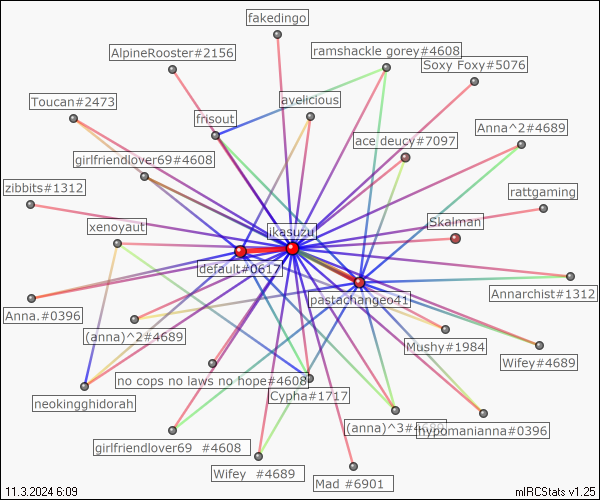 fakedingo
AlpineRooster#2156
ramshackle gorey#4608
Soxy Foxy#5076
Toucan#2473
avelicious
frisout
Anna^2#4689
ace deucy#7097
girlfriendlover69#4608
zibbits#1312
rattgaming
xenoyaut
ikasuzu
Skaiman
default#0617
Annarchist#1312
pastachangeo41
Anna.#0396
(anna)^2#4689
Mushy#1984
Wifey#4689
no cops no laws no hope#4608
Cypha#1717
neokingghidorah
(anna)^3#4689
hypomanianna#0396
girlfriendlover69 #4608
Wifey #4689
Mad #6901
11.3.2024 6:09
mIRCStats v1.25